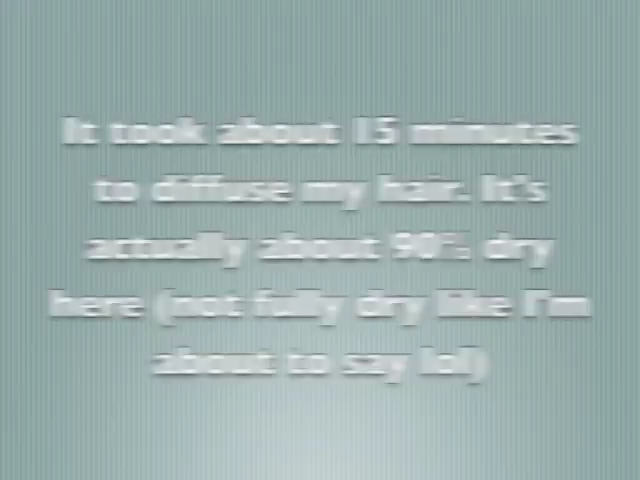 It took about 15 minutes
to diffuse my hair. It's
actually about 90% dry
here (not fully dry like I'm
about to say lol)